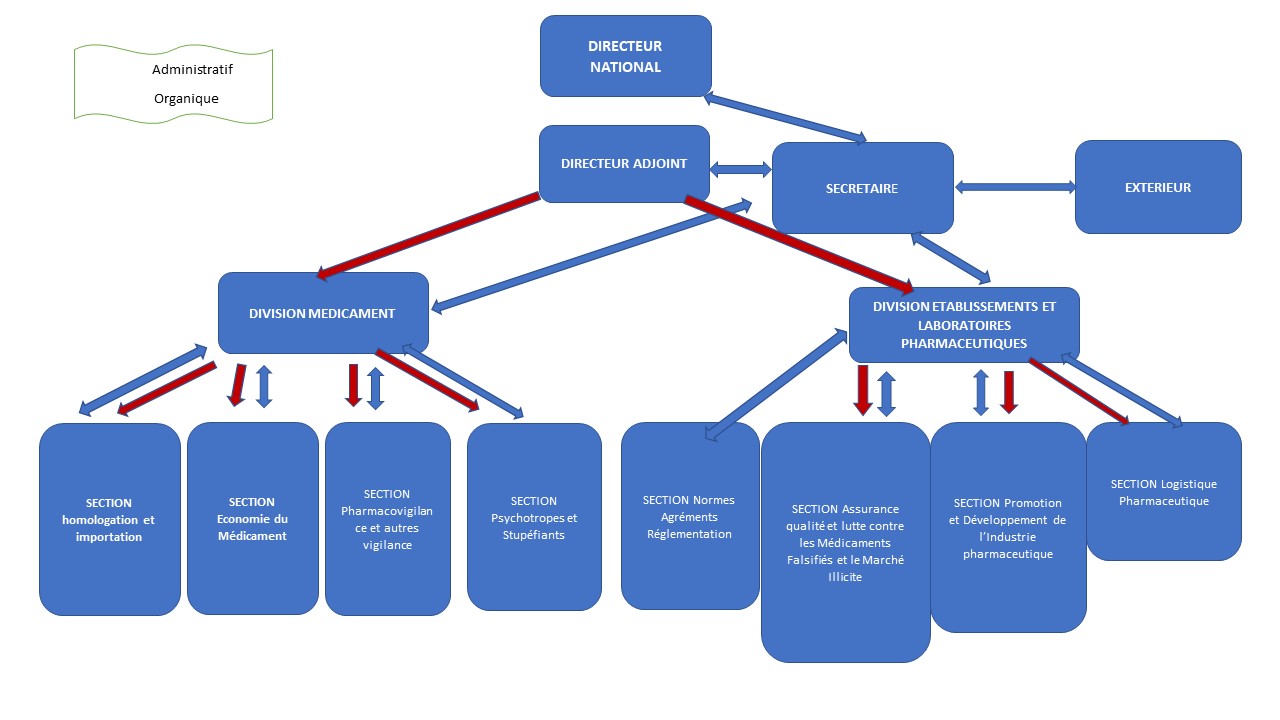 Administratif
Organique
DIRECTEUR
NATIONAL
DIRECTEUR ADJOINT
SECRETAIRE
EXTERIEUR
DIVISION MEDICAMENT
DIVISION ETABLISSEMENTS ET
LABORATOIRES
PHARMACEUTIQUES
SECTION
homologation et
importation
SECTION
Economie du
Médicament
SECTION
Pharmacovigilan
ce et autres
vigilance
SECTION
Psychotropes et
Stupéfiants
SECTION Normes
Agréments
Réglementation
SECTION Assurance
qualité et lutte contre
les Médicaments
Falsifiés et le Marché
Illicite
SECTION Promotion
et Développement de
l’Industrie
pharmaceutique
SECTION Logistique
Pharmaceutique